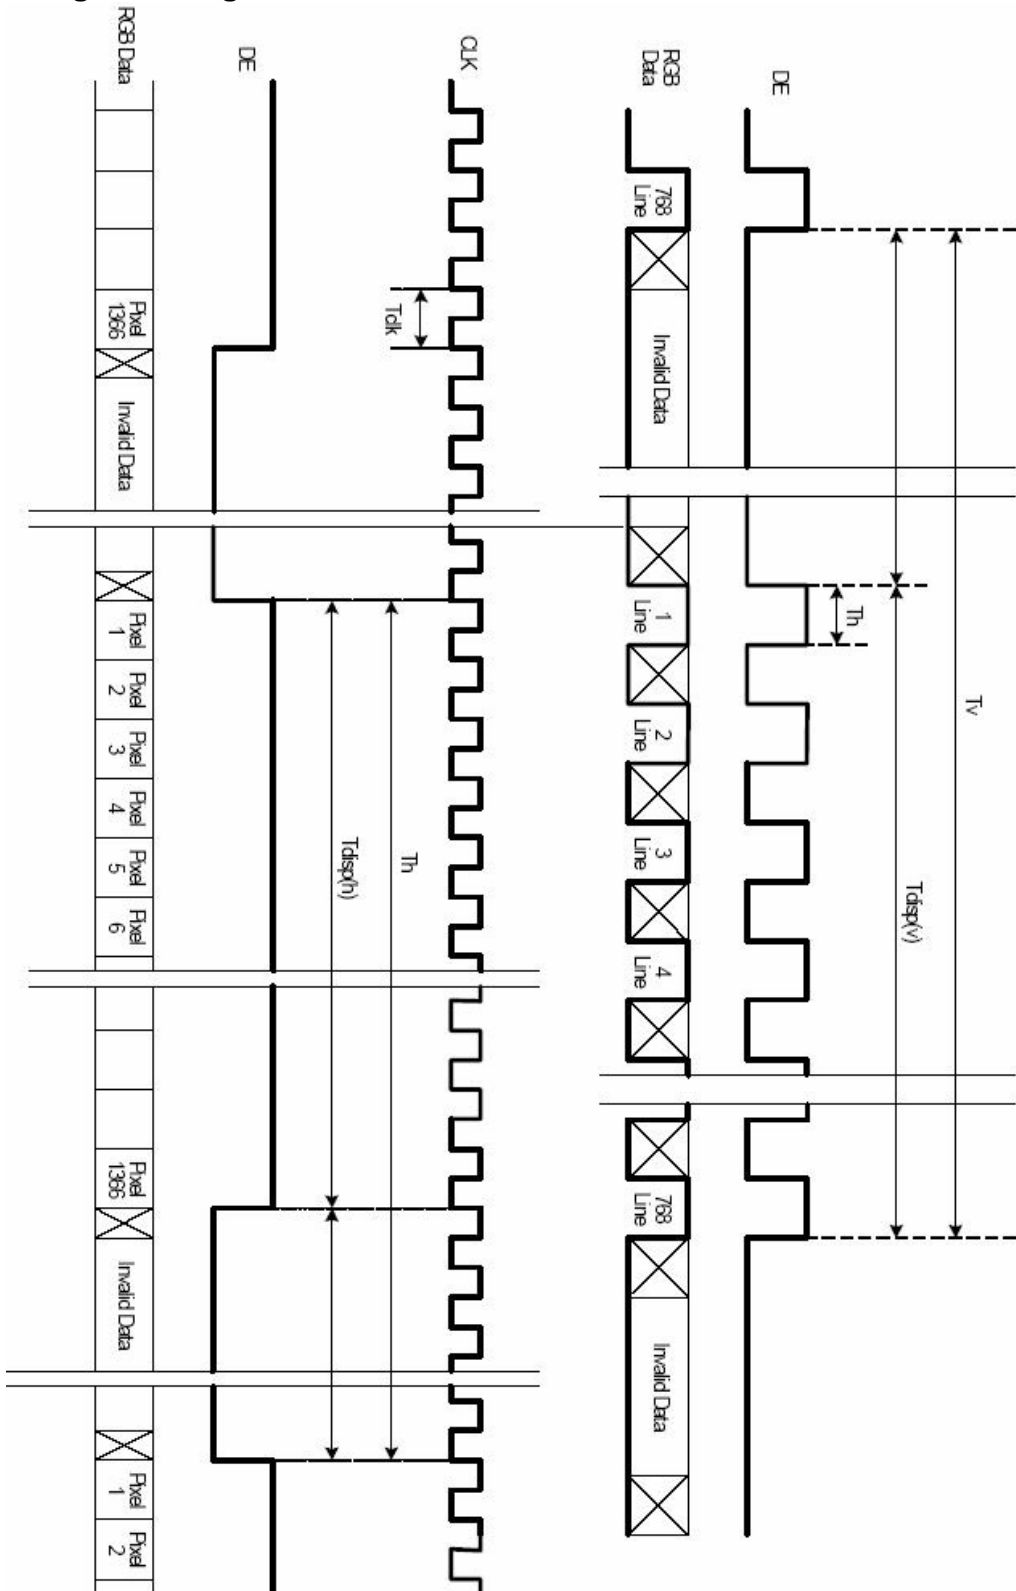 Tv
Tdisp(v)
Th
DE
RGB
Data
768
Line
Invalid Data
1
Line
2
Line
3
Line
4
Line
768
Line
Invalid Data
CLK
Tclk
Th
Tdisp(h)
DE
RGB Data
Pixel
1366
Invalid Data
Pixel
1
Pixel
2
Pixel
3
Pixel
4
Pixel
5
Pixel
6
Pixel
1366
Invalid Data
Pixel
1
Pixel
2